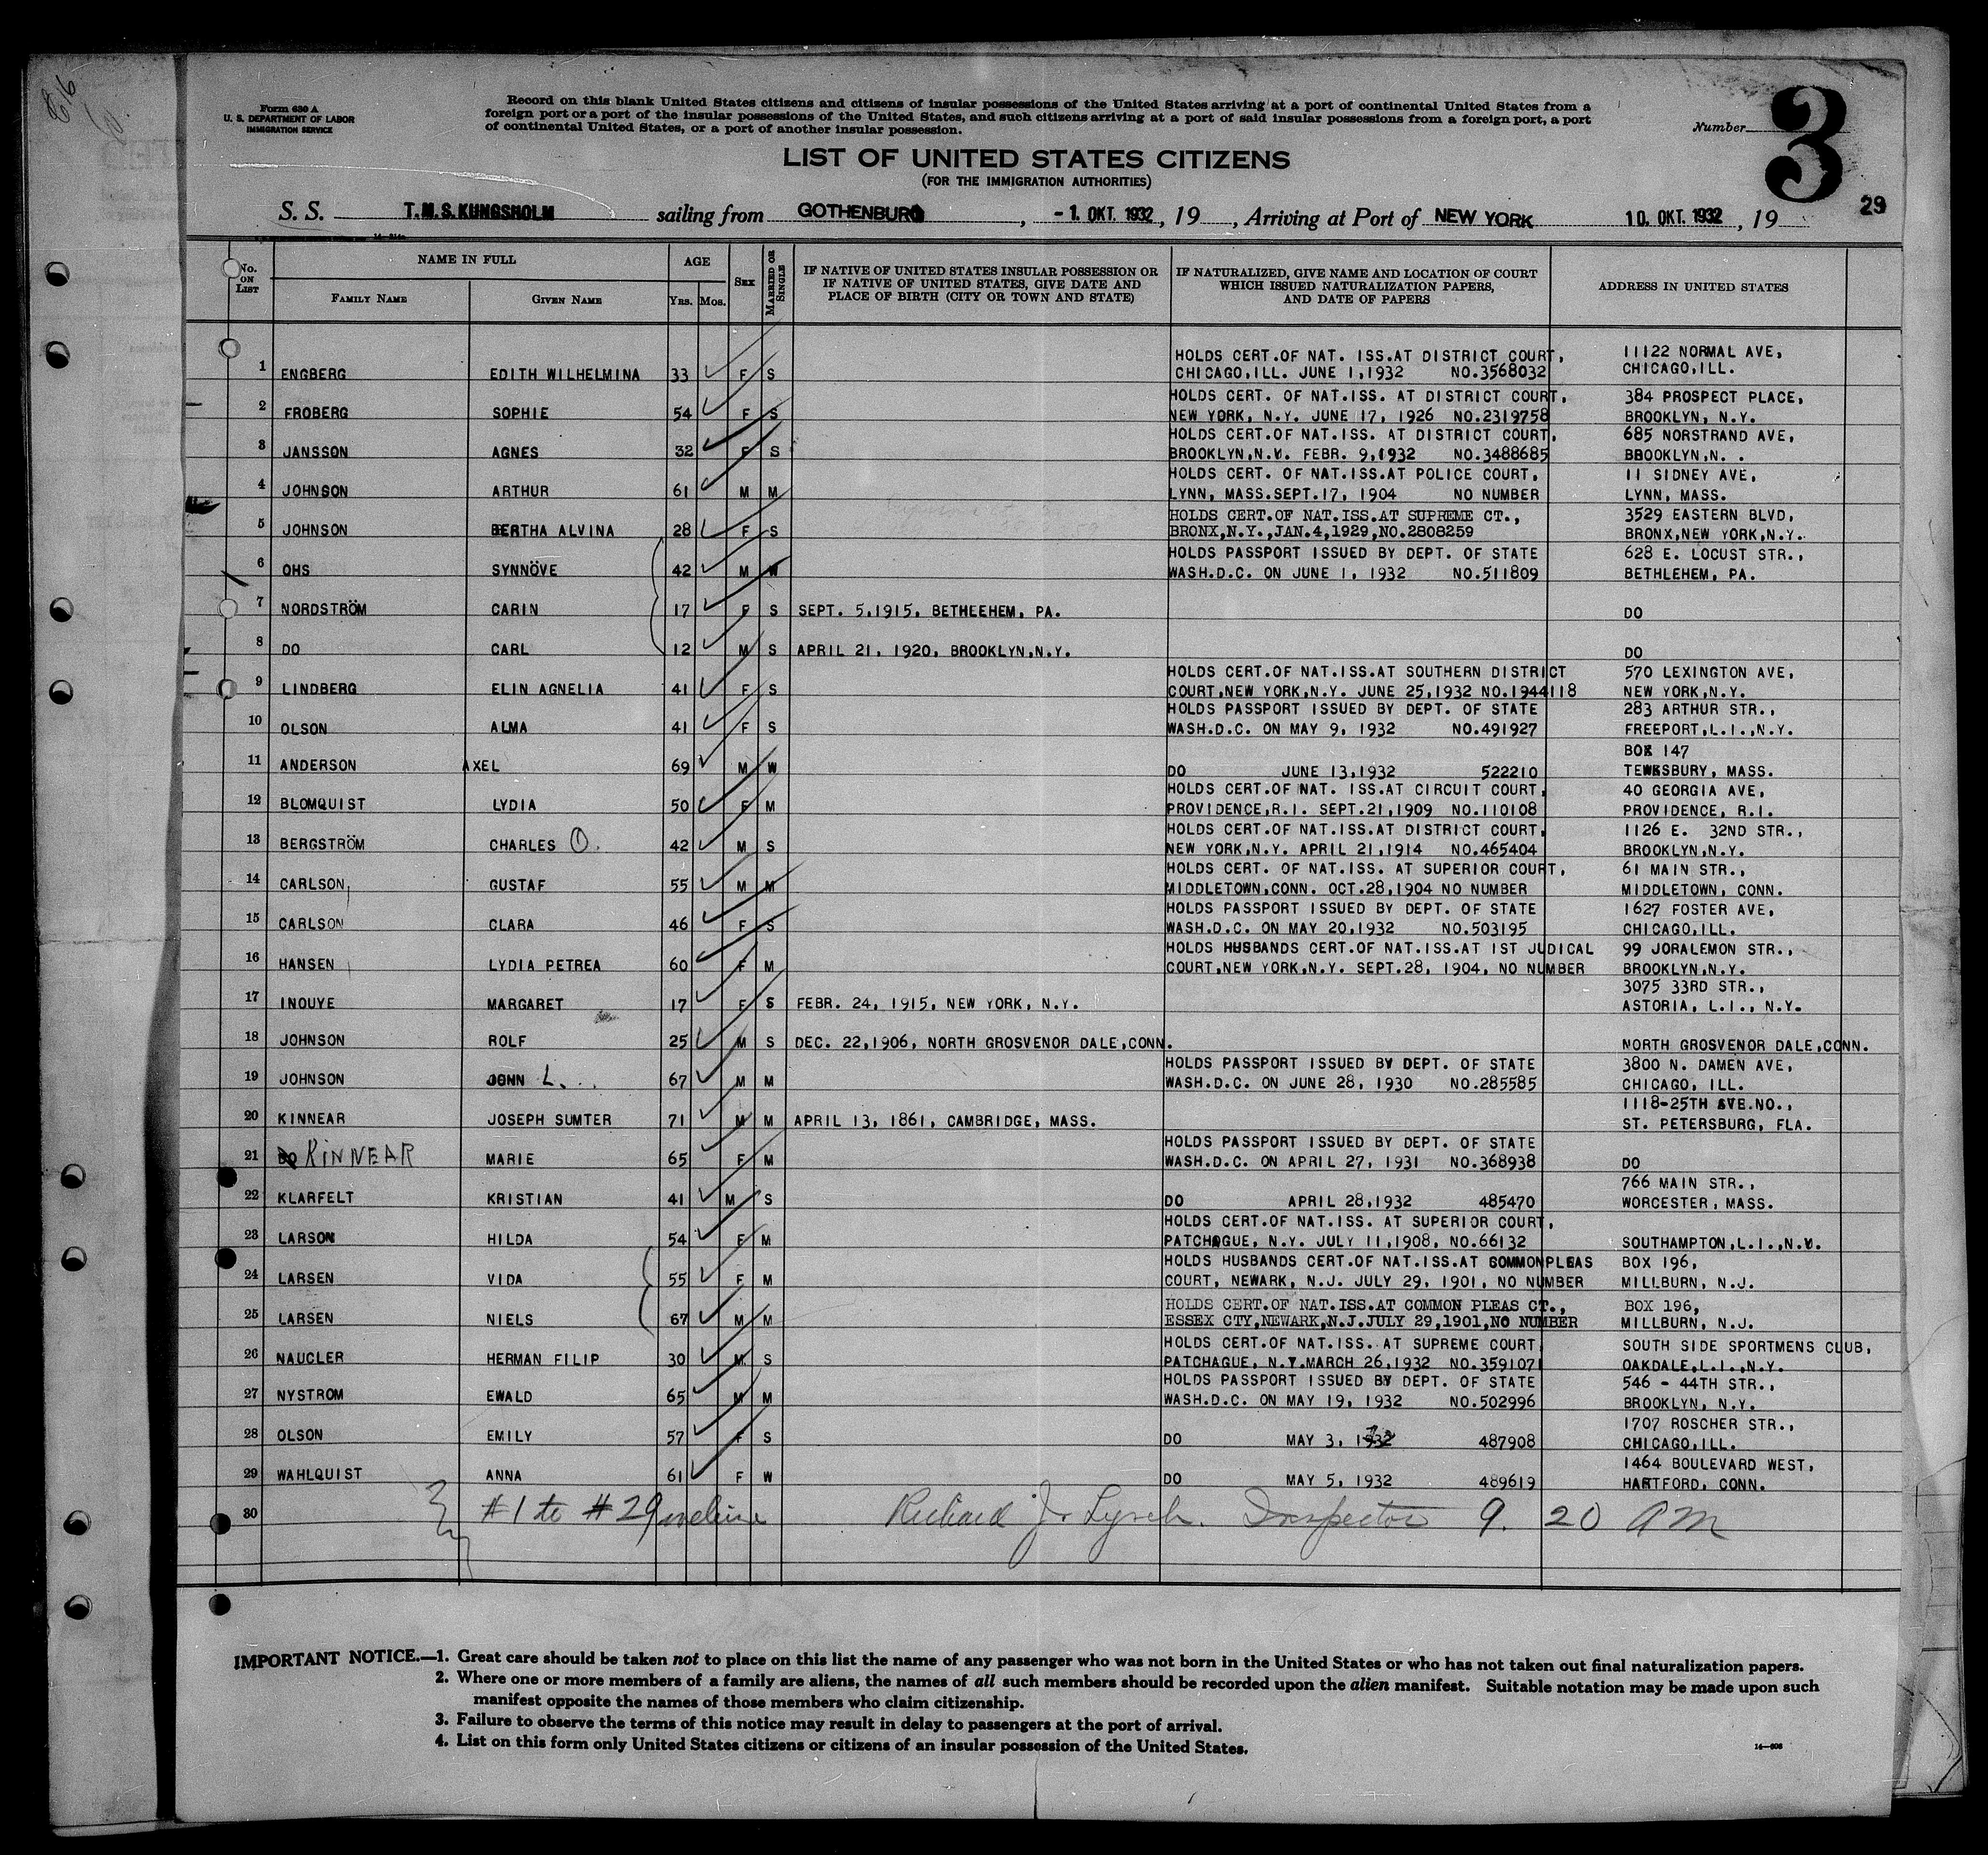 Form 630 A
U. S. DEPARTMENT OF LABOR
IMMIGRATION SERVICE
Record on this blank United States citizens and citizens of insular possessions of the United States arriving at a port of continental United States from a
foreign port or a port of the insular possessions of the United States, and such citizens arriving at a port of said insular possessions from a foreign port, a port
of continental United States, or a port of another insular possession.
Number 3
LIST OF UNITED STATES CITIZENS
(FOR THE IMMIGRATION AUTHORITIES)
29
S. S. T.M.S.KUNGSHOLM sailing from GOTHENBURG, -1. OKT. 1932, 19 , Arriving at Port of NEW YORK 10. OKT. 1932, 19
No. ON LIST
NAME IN FULL
FAMILY NAME GIVEN NAME
AGE
YRS. MOS.
SEX
MARRIED OR SINGLE
IF NATIVE OF UNITED STATES INSULAR POSSESSION OR
IF NATIVE OF UNITED STATES, GIVE DATE AND
PLACE OF BIRTH (CITY OR TOWN AND STATE)
IF NATURALIZED, GIVE NAME AND LOCATION OF COURT
WHICH ISSUED NATURALIZATION PAPERS,
AND DATE OF PAPERS
ADDRESS IN UNITED STATES
HOLDS CERT.OF NAT. ISS.AT DISTRICT COURT, 11122 NORMAL AVE,
1 ENGBERG EDITH WILHELMINA 33 F S CHICAGO,ILL. JUNE 1,1932 NO.3568032 CHICAGO,ILL.
HOLDS CERT. OF NAT.ISS. AT DISTRICT COURT, 384 PROSPECT PLACE,
2 FROBERG SOPHIE 54 F S NEW YORK, N.Y. JUNE 17, 1926 NO.2319758 BROOKLYN, N.Y.
HOLDS CERT.OF NAT.ISS. AT DISTRICT COURT, 685 NORSTRAND AVE,
3 JANSSON AGNES 32 F S BROOKLYN,N.Y. FEBR. 9,1932 NO.3488685 BROOKLYN,N. .
HOLDS CERT. OF NAT.ISS.AT POLICE COURT, 11 SIDNEY AVE,
4 JOHNSON ARTHUR 61 M M LYNN, MASS.SEPT.17, 1904 NO NUMBER LYNN, MASS.
HOLDS CERT.OF NAT.ISS.AT SUPREME CT., 3529 EASTERN BLVD,
5 JOHNSON BERTHA ALVINA 28 F S BRONX,N.Y.,JAN.4,1929,NO.2808259 BRONX,NEW YORK,N.Y.
HOLDS PASSPORT ISSUED BY DEPT. OF STATE 628 E. LOCUST STR.,
6 OHS SYNNÖVE 42 M W WASH.D.C. ON JUNE 1, 1932 NO.511809 BETHLEHEM, PA.
7 NORDSTRÖM CARIN 17 F S SEPT. 5,1915, BETHLEHEM, PA. DO
8 DO CARL 12 M S APRIL 21, 1920, BROOKLYN,N.Y. DO
HOLDS CERT.OF NAT.ISS.AT SOUTHERN DISTRICT 570 LEXINGTON AVE,
9 LINDBERG ELIN AGNELIA 41 F S COURT,NEW YORK,N.Y. JUNE 25,1932 NO.1944118 NEW YORK,N.Y.
HOLDS PASSPORT ISSUED BY DEPT. OF STATE 283 ARTHUR STR.,
10 OLSON ALMA 41 F S WASH.D.C. ON MAY 9, 1932 NO.491927 FREEPORT,L.I.,N.Y.
BOX 147
11 ANDERSON AXEL 69 M W DO JUNE 13,1932 522210 TEWKSBURY, MASS.
HOLDS CERT.OF NAT. ISS.AT CIRCUIT COURT, 40 GEORGIA AVE,
12 BLOMQUIST LYDIA 50 F M PROVIDENCE,R.I. SEPT.21,1909 NO.110108 PROVIDENCE, R.I.
HOLDS CERT.OF NAT.ISS.AT DISTRICT COURT, 1126 E. 32ND STR.,
13 BERGSTRÖM CHARLES O. 42 M S NEW YORK,N.Y. APRIL 21,1914 NO.465404 BROOKLYN,N.Y.
HOLDS CERT. OF NAT.ISS. AT SUPERIOR COURT, 61 MAIN STR.,
14 CARLSON, GUSTAF 55 M M MIDDLETOWN,CONN. OCT.28,1904 NO NUMBER MIDDLETOWN, CONN.
HOLDS PASSPORT ISSUED BY DEPT. OF STATE 1627 FOSTER AVE,
15 CARLSON CLARA 46 F S WASH.D.C. ON MAY 20,1932 NO.503195 CHICAGO,ILL.
HOLDS HUSBANDS CERT.OF NAT.ISS.AT 1ST JUDICAL 99 JORALEMON STR.,
16 HANSEN LYDIA PETREA 60 F M COURT,NEW YORK,N.Y. SEPT.28, 1904, NO NUMBER BROOKLYN,N.Y.
3075 33RD STR.,
17 INOUYE MARGARET 17 F S FEBR. 24, 1915, NEW YORK, N.Y. ASTORIA, L.I., N.Y.
18 JOHNSON ROLF 25 M S DEC. 22,1906, NORTH GROSVENOR DALE,CONN. NORTH GROSVENOR DALE,CONN.
HOLDS PASSPORT ISSUED BY DEPT. OF STATE 3800 N. DAMEN AVE,
19 JOHNSON JOHN L. 67 M M WASH.D.C. ON JUNE 28, 1930 NO.285585 CHICAGO, ILL.
1118-25TH AVE.NO.,
20 KINNEAR JOSEPH SUMTER 71 M M APRIL 13, 1861, CAMBRIDGE, MASS. ST. PETERSBURG, FLA.
HOLDS PASSPORT ISSUED BY DEPT. OF STATE
21 DO KINNEAR MARIE 65 F M WASH.D.C. ON APRIL 27, 1931 NO.368938 DO
766 MAIN STR.,
22 KLARFELT KRISTIAN 41 M S DO APRIL 28,1932 485470 WORCESTER, MASS.
HOLDS CERT.OF NAT.ISS. AT SUPERIOR COURT,
23 LARSON HILDA 54 F M PATCHOGUE, N.Y. JULY 11,1908, NO.66132 SOUTHAMPTON,L.I.,N.Y.
HOLDS HUSBANDS CERT.OF NAT.ISS.AT COMMONPLEAS BOX 196,
24 LARSEN VIDA 55 F M COURT, NEWARK, N.J. JULY 29, 1901, NO NUMBER MILLBURN, N.J.
HOLDS CERT.OF NAT.ISS.AT COMMON PLEAS CT., BOX 196,
25 LARSEN NIELS 67 M M ESSEX CTY,NEWARK,N.J.JULY 29,1901,NO NUMBER MILLBURN, N.J.
HOLDS CERT.OF NAT.ISS. AT SUPREME COURT, SOUTH SIDE SPORTMENS CLUB,
26 NAUCLER HERMAN FILIP 30 M S PATCHAGUE, N.Y.MARCH 26,1932 NO.3591071 OAKDALE,L.I.,N.Y.
HOLDS PASSPORT ISSUED BY DEPT. OF STATE 546 - 44TH STR.,
27 NYSTROM EWALD 65 M M WASH.D.C. ON MAY 19, 1932 NO.502996 BROOKLYN, N.Y.
1707 ROSCHER STR.,
28 OLSON EMILY 57 F S DO MAY 3, 1932 487908 CHICAGO,ILL.
1464 BOULEVARD WEST,
29 WAHLQUIST ANNA 61 F W DO MAY 5, 1932 489619 HARTFORD, CONN.
30 #1 to #29 inclusive Richard J. Lynch. Inspector 9. 20 AM
IMPORTANT NOTICE.—1. Great care should be taken not to place on this list the name of any passenger who was not born in the United States or who has not taken out final naturalization papers.
2. Where one or more members of a family are aliens, the names of all such members should be recorded upon the alien manifest. Suitable notation may be made upon such
manifest opposite the names of those members who claim citizenship.
3. Failure to observe the terms of this notice may result in delay to passengers at the port of arrival.
4. List on this form only United States citizens or citizens of an insular possession of the United States.